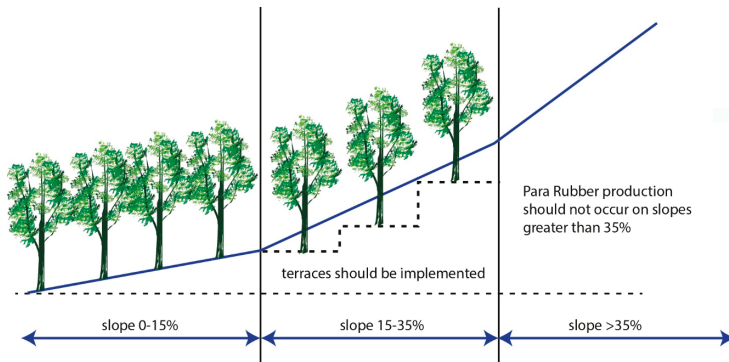 Para Rubber production
should not occur on slopes
greater than 35%
terraces should be implemented
slope 0-15%
slope 15-35%
slope >35%